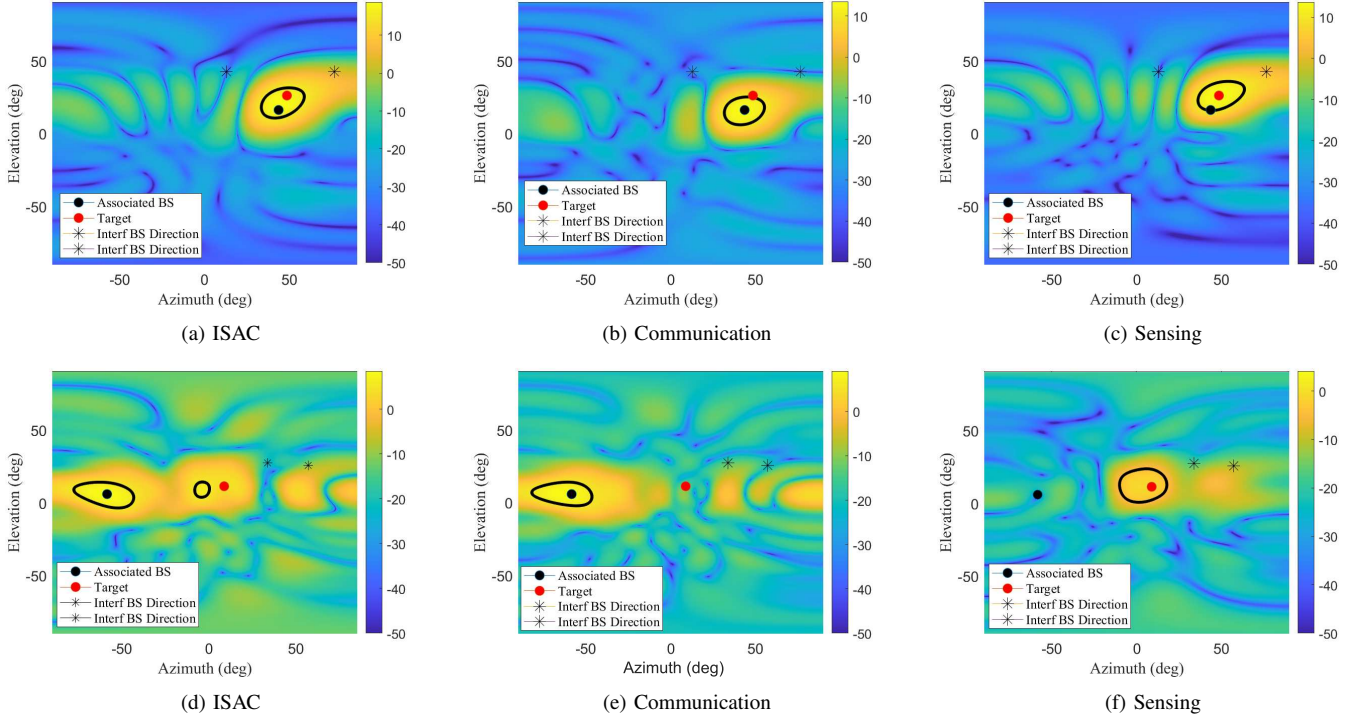 10
0
-10
-20
-30
-40
-50
50
0
-50
Elevation (deg)
Associated BS
Target
Interf BS Direction
Interf BS Direction
-50
0
50
Azimuth (deg)
(a) ISAC
10
0
-10
-20
-30
-40
-50
50
0
-50
Elevation (deg)
Associated BS
Target
Interf BS Direction
Interf BS Direction
-50
0
50
Azimuth (deg)
(b) Communication
10
0
-10
-20
-30
-40
-50
50
0
-50
Elevation (deg)
Associated BS
Target
Interf BS Direction
Interf BS Direction
-50
0
50
Azimuth (deg)
(c) Sensing
0
-10
-20
-30
-40
-50
50
0
-50
Elevation (deg)
Associated BS
Target
Interf BS Direction
Interf BS Direction
-50
0
50
Azimuth (deg)
(d) ISAC
0
-10
-20
-30
-40
-50
50
0
-50
Elevation (deg)
Associated BS
Target
Interf BS Direction
Interf BS Direction
-50
0
50
Azimuth (deg)
(e) Communication
0
-10
-20
-30
-40
-50
50
0
-50
Elevation (deg)
Associated BS
Target
Interf BS Direction
Interf BS Direction
-50
0
50
Azimuth (deg)
(f) Sensing